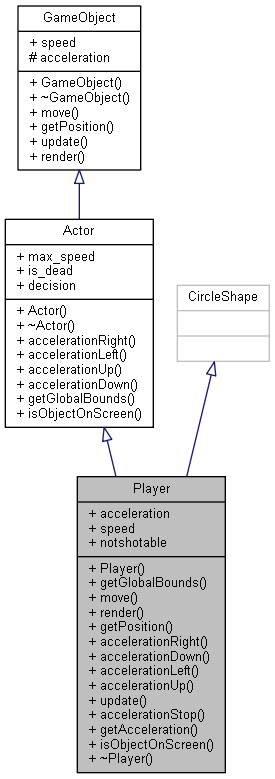 GameObject
+ speed
# acceleration
+ GameObject()
+ ~GameObject()
+ move()
+ getPosition()
+ update()
+ render()
Actor
+ max_speed
+ is_dead
+ decision
+ Actor()
+ ~Actor()
+ accelerationRight()
+ accelerationLeft()
+ accelerationUp()
+ accelerationDown()
+ getGlobalBounds()
+ isObjectOnScreen()
CircleShape
Player
+ acceleration
+ speed
+ notshotable
+ Player()
+ getGlobalBounds()
+ move()
+ render()
+ getPosition()
+ accelerationRight()
+ accelerationDown()
+ accelerationLeft()
+ accelerationUp()
+ update()
+ accelerationStop()
+ getAcceleration()
+ isObjectOnScreen()
+ ~Player()